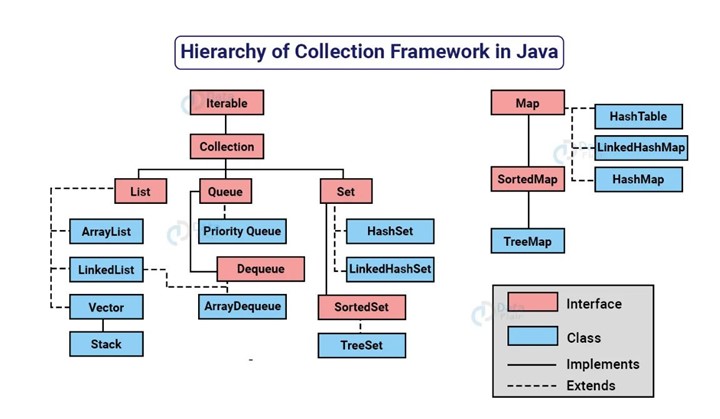 Hierarchy of Collection Framework in Java
Iterable
Collection
List
Queue
Set
ArrayList
Priority Queue
HashSet
LinkedList
Dequeue
LinkedHashSet
Vector
ArrayDequeue
SortedSet
Stack
TreeSet
Map
HashTable
LinkedHashMap
SortedMap
HashMap
TreeMap
Interface
Class
Implements
Extends